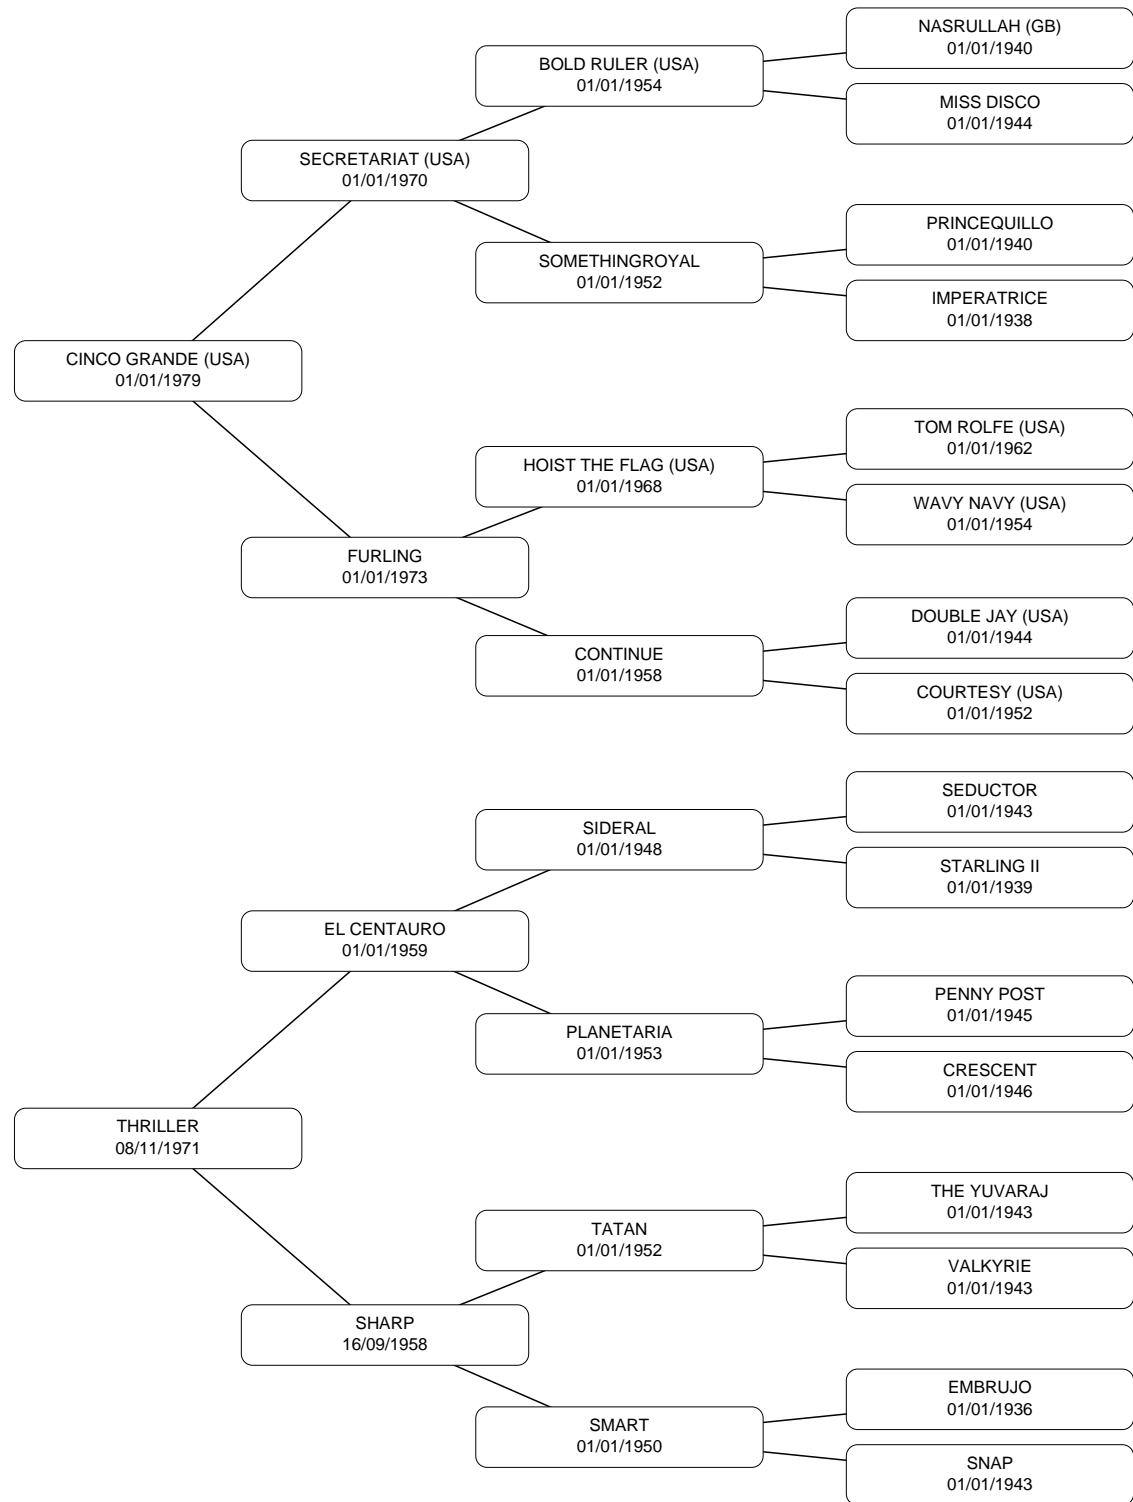 NASRULLAH (GB)
01/01/1940
BOLD RULER (USA)
01/01/1954
MISS DISCO
01/01/1944
SECRETARIAT (USA)
01/01/1970
PRINCEQUILLO
01/01/1940
SOMETHINGROYAL
01/01/1952
IMPERATRICE
01/01/1938
CINCO GRANDE (USA)
01/01/1979
TOM ROLFE (USA)
01/01/1962
HOIST THE FLAG (USA)
01/01/1968
WAVY NAVY (USA)
01/01/1954
FURLING
01/01/1973
DOUBLE JAY (USA)
01/01/1944
CONTINUE
01/01/1958
COURTESY (USA)
01/01/1952
SEDUCTOR
01/01/1943
SIDERAL
01/01/1948
STARLING II
01/01/1939
EL CENTAURO
01/01/1959
PENNY POST
01/01/1945
PLANETARIA
01/01/1953
CRESCENT
01/01/1946
THRILLER
08/11/1971
THE YUVARAJ
01/01/1943
TATAN
01/01/1952
VALKYRIE
01/01/1943
SHARP
16/09/1958
EMBRUJO
01/01/1936
SMART
01/01/1950
SNAP
01/01/1943